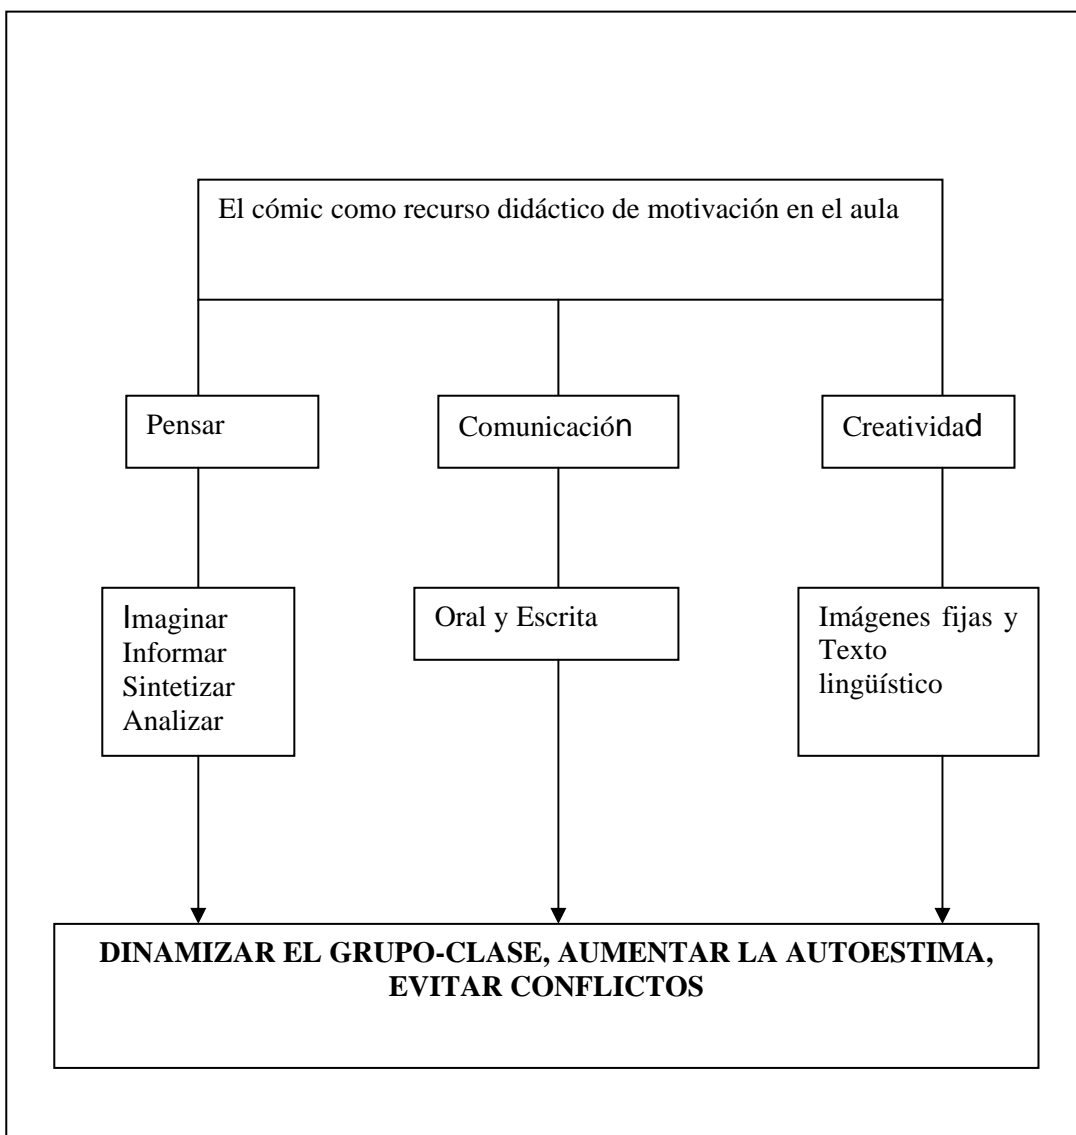 El cómic como recurso didáctico de motivación en el aula
Pensar
Comunicación
Creatividad
Imaginar
Informar
Sintetizar
Analizar
Oral y Escrita
Imágenes fijas y
Texto
lingüístico
DINAMIZAR EL GRUPO-CLASE, AUMENTAR LA AUTOESTIMA,
EVITAR CONFLICTOS